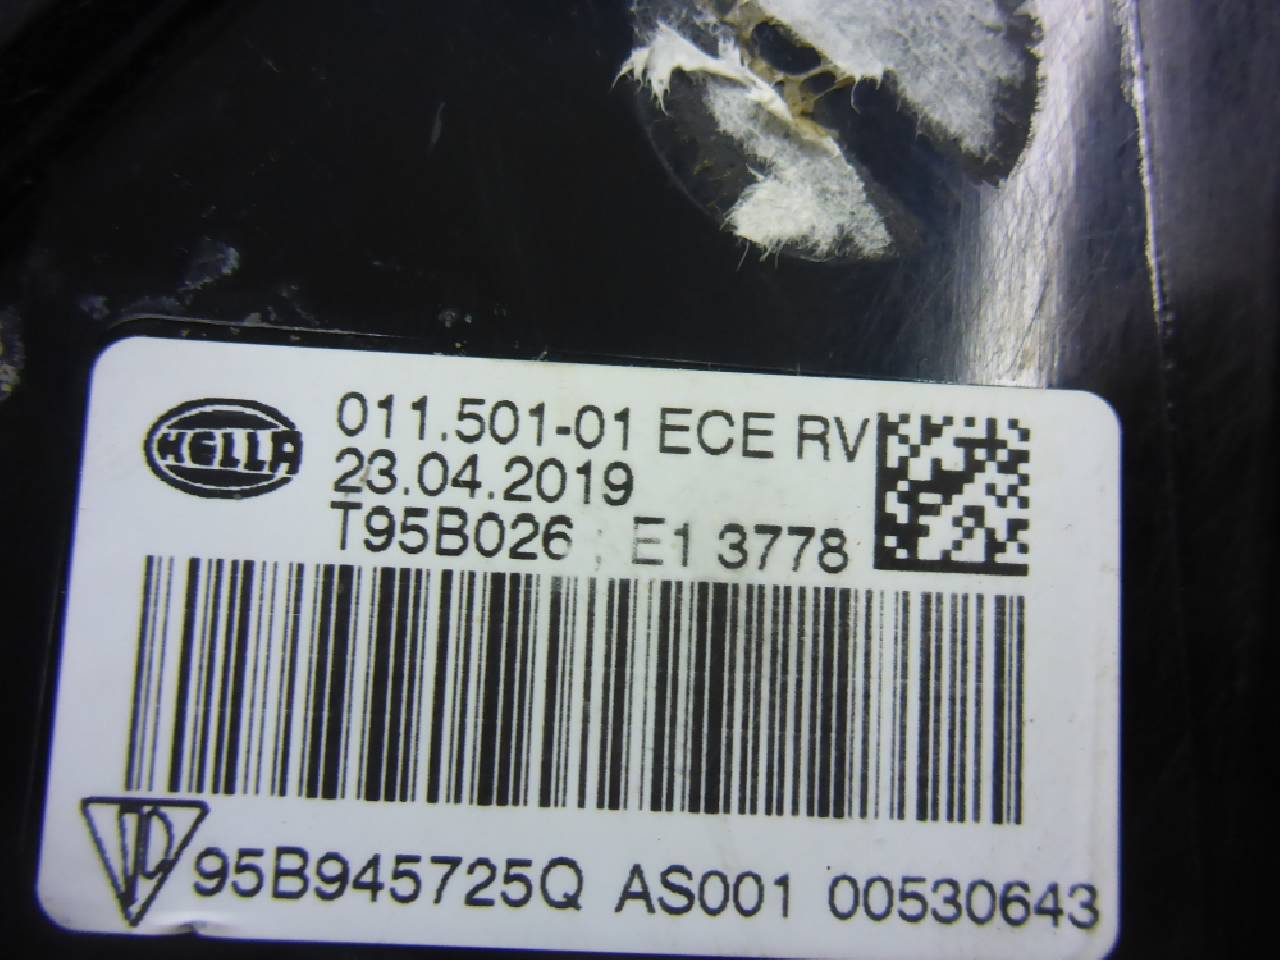 HELLA
011.501-01 ECE RV
23.04.2019
T95B026 ; E1 3778
95B945725Q AS001 00530643